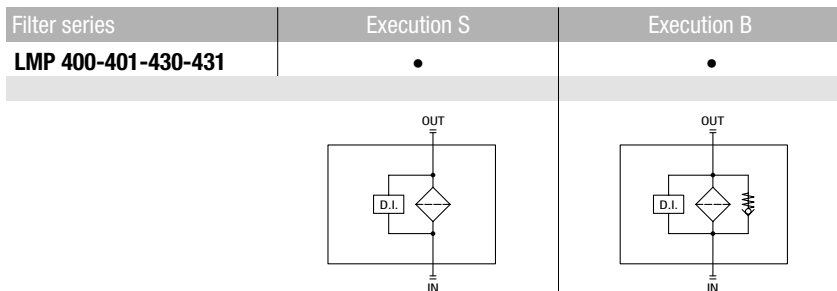 Filter series Execution S Execution B
LMP 400-401-430-431 • •
OUT OUT
D.I. D.I.
IN IN